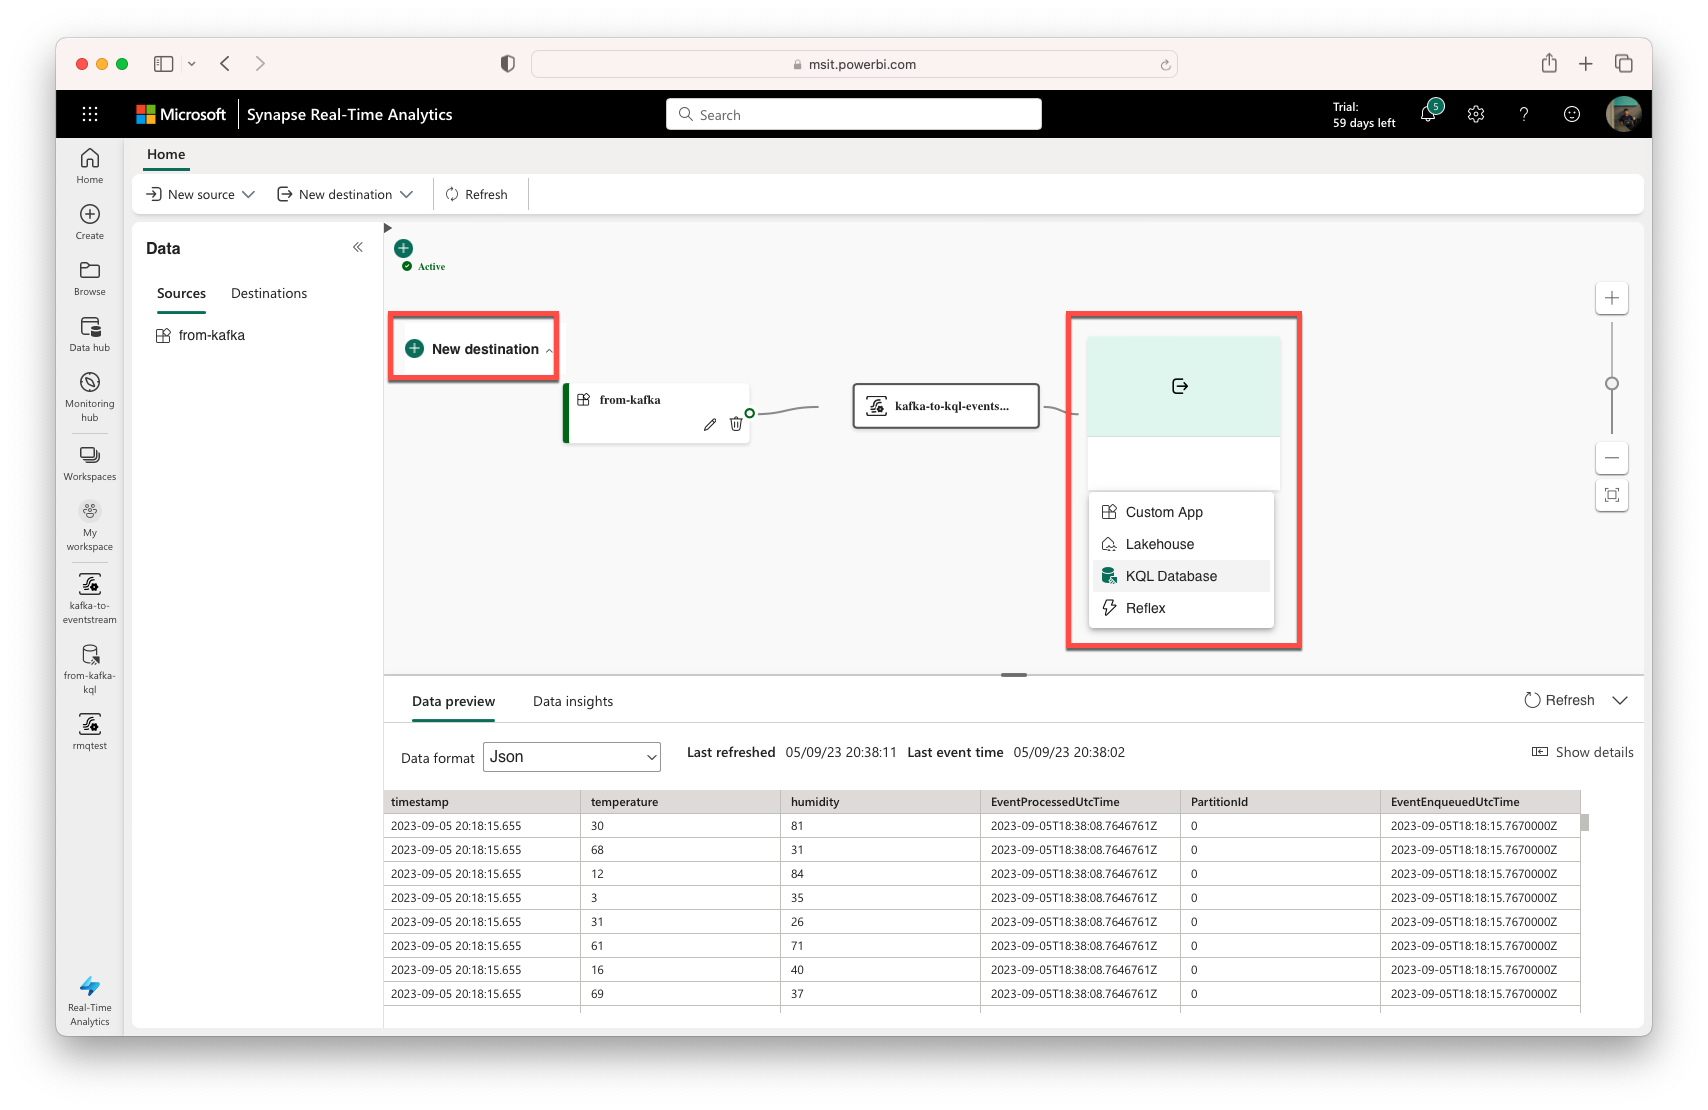 msit.powerbi.com
Microsoft
Synapse Real-Time Analytics
Search
Trial:
59 days left
5
?
Home
Create
Browse
Data hub
Monitoring
hub
Workspaces
My
workspace
kafka-to-
eventstream
from-kafka-
kql
rmqtest
Real-Time
Analytics
Home
New source
New destination
Refresh
Data
Sources
Destinations
from-kafka
Active
New destination
from-kafka
kafka-to-kql-events...
Custom App
Lakehouse
KQL Database
Reflex
Data preview
Data insights
Refresh
Data format
Json
Last refreshed 05/09/23 20:38:11 Last event time 05/09/23 20:38:02
Show details
timestamp temperature humidity EventProcessedUtcTime PartitionId EventEnqueuedUtcTime
2023-09-05 20:18:15.655 30 81 2023-09-05T18:38:08.7646761Z 0 2023-09-05T18:18:15.7670000Z
2023-09-05 20:18:15.655 68 31 2023-09-05T18:38:08.7646761Z 0 2023-09-05T18:18:15.7670000Z
2023-09-05 20:18:15.655 12 84 2023-09-05T18:38:08.7646761Z 0 2023-09-05T18:18:15.7670000Z
2023-09-05 20:18:15.655 3 35 2023-09-05T18:38:08.7646761Z 0 2023-09-05T18:18:15.7670000Z
2023-09-05 20:18:15.655 31 26 2023-09-05T18:38:08.7646761Z 0 2023-09-05T18:18:15.7670000Z
2023-09-05 20:18:15.655 61 71 2023-09-05T18:38:08.7646761Z 0 2023-09-05T18:18:15.7670000Z
2023-09-05 20:18:15.655 16 40 2023-09-05T18:38:08.7646761Z 0 2023-09-05T18:18:15.7670000Z
2023-09-05 20:18:15.655 69 37 2023-09-05T18:38:08.7646761Z 0 2023-09-05T18:18:15.7670000Z